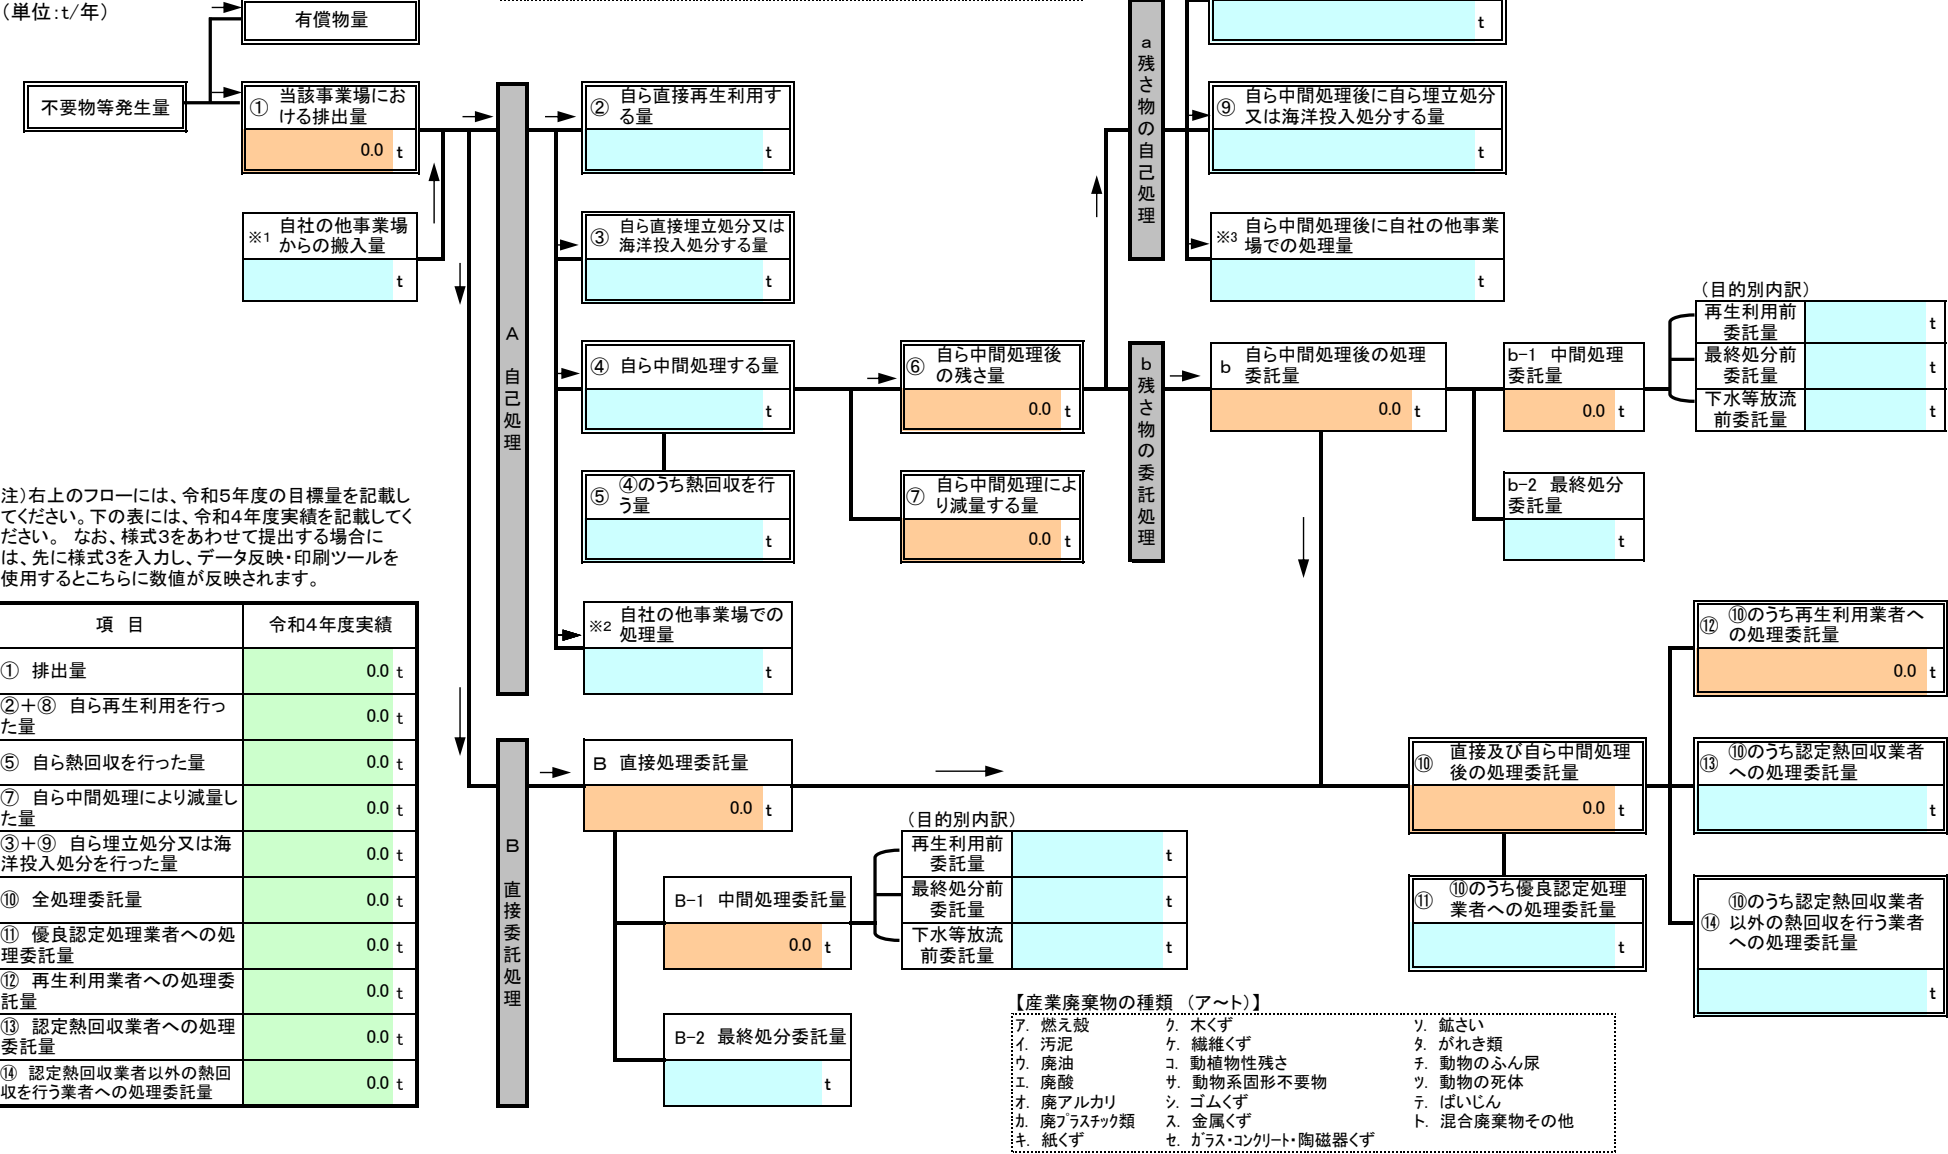 （単位：t/年）
有償物量
t
不要物等発生量
① 当該事業場にお
ける排出量
0.0 t
② 自ら直接再生利用す
る量
t
a
残
さ
物
の
自
己
処
理
⑨ 自ら中間処理後に自ら埋立処分
又は海洋投入処分する量
t
※1 自社の他事業場
からの搬入量
t
③ 自ら直接埋立処分又は
海洋投入処分する量
t
※3 自ら中間処理後に自社の他事業
場での処理量
t
A
自
己
処
理
④ 自ら中間処理する量
t
⑥ 自ら中間処理後
の残さ量
0.0 t
b
残
さ
物
の
委
託
処
理
b 自ら中間処理後の処理
委託量
0.0 t
b-1 中間処理
委託量
0.0 t
（目的別内訳）
再生利用前
委託量
t
最終処分前
委託量
t
下水等放流
前委託量
t
⑤ ④のうち熱回収を行
う量
t
⑦ 自ら中間処理によ
り減量する量
0.0 t
b-2 最終処分
委託量
t
注）右上のフローには、令和５年度の目標量を記載し
てください。下の表には、令和４年度実績を記載してく
ださい。 なお、様式３をあわせて提出する場合に
は、先に様式３を入力し、データ反映・印刷ツールを
使用するとこちらに数値が反映されます。
※2 自社の他事業場での
処理量
t
項 目 令和４年度実績
① 排出量 0.0 t
②＋⑧ 自ら再生利用を行っ
た量
0.0 t
⑤ 自ら熱回収を行った量 0.0 t
⑦ 自ら中間処理により減量し
た量
0.0 t
③＋⑨ 自ら埋立処分又は海
洋投入処分を行った量
0.0 t
⑩ 全処理委託量 0.0 t
⑪ 優良認定処理業者への処
理委託量
0.0 t
⑫ 再生利用業者への処理委
託量
0.0 t
⑬ 認定熱回収業者への処理
委託量
0.0 t
⑭ 認定熱回収業者以外の熱回
収を行う業者への処理委託量
0.0 t
B
直
接
委
託
処
理
B 直接処理委託量
0.0 t
B-1 中間処理委託量
0.0 t
（目的別内訳）
再生利用前
委託量
t
最終処分前
委託量
t
下水等放流
前委託量
t
B-2 最終処分委託量
t
⑩ 直接及び自ら中間処理
後の処理委託量
0.0 t
⑪ ⑩のうち優良認定処理
業者への処理委託量
t
⑫ ⑩のうち再生利用業者へ
の処理委託量
0.0 t
⑬ ⑩のうち認定熱回収業者
への処理委託量
t
⑭ ⑩のうち認定熱回収業者
以外の熱回収を行う業者
への処理委託量
t
【産業廃棄物の種類 （ア～ト）】
ア. 燃え殻 ク. 木くず ソ. 鉱さい
イ. 汚泥 ケ. 繊維くず タ. がれき類
ウ. 廃油 コ. 動植物性残さ チ. 動物のふん尿
エ. 廃酸 サ. 動物系固形不要物 ツ. 動物の死体
オ. 廃アルカリ シ. ゴムくず テ. ばいじん
カ. 廃プラスチック類 ス. 金属くず ト. 混合廃棄物その他
キ. 紙くず セ. ガラス・コンクリート・陶磁器くず